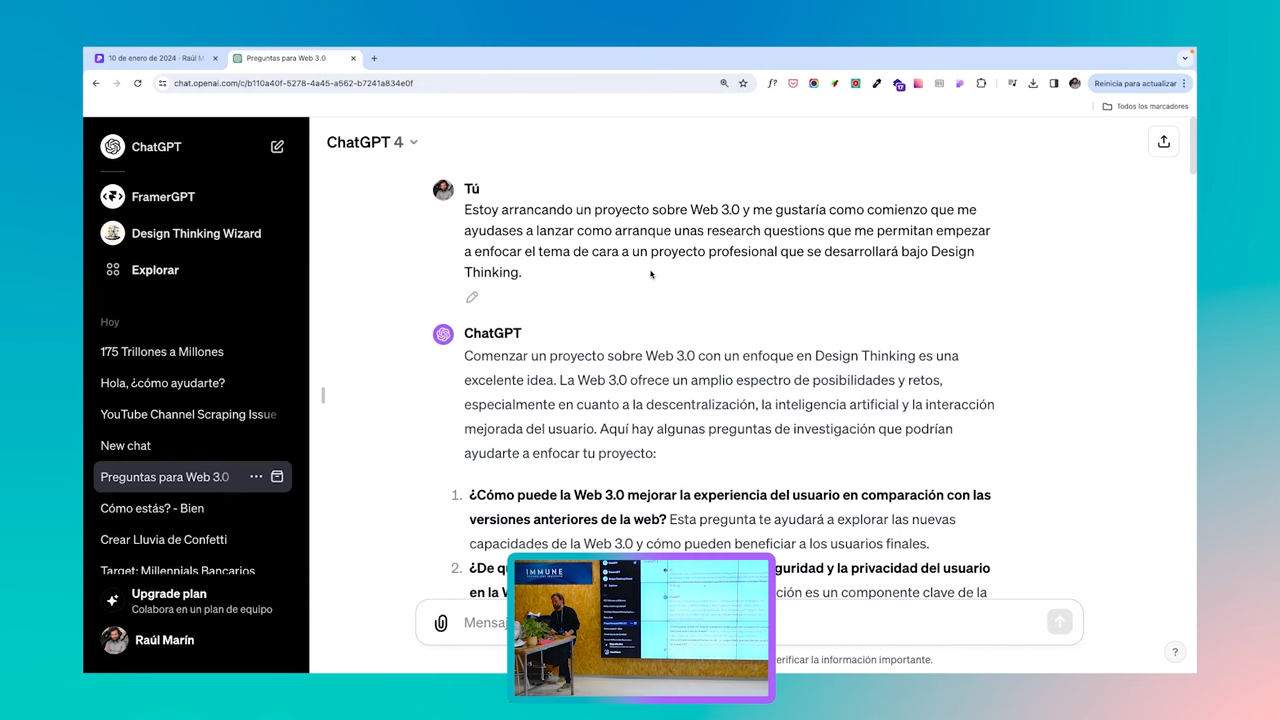 10 de enero de 2024 · Raúl M
Preguntas para Web 3.0
chat.openai.com/c/b110a40f-5278-4a45-a562-b7241a834e0f
f?
17
Reinicia para actualizar
Todos los marcadores
ChatGPT
FramerGPT
Design Thinking Wizard
Explorar
Hoy
175 Trillones a Millones
Hola, ¿cómo ayudarte?
YouTube Channel Scraping Issue
New chat
Preguntas para Web 3.0
Cómo estás? - Bien
Crear Lluvia de Confetti
Target: Millennials Bancarios
Upgrade plan
Colabora en un plan de equipo
Raúl Marín
ChatGPT 4
Tú
Estoy arrancando un proyecto sobre Web 3.0 y me gustaría como comienzo que me
ayudases a lanzar como arranque unas research questions que me permitan empezar
a enfocar el tema de cara a un proyecto profesional que se desarrollará bajo Design
Thinking.
ChatGPT
Comenzar un proyecto sobre Web 3.0 con un enfoque en Design Thinking es una
excelente idea. La Web 3.0 ofrece un amplio espectro de posibilidades y retos,
especialmente en cuanto a la descentralización, la inteligencia artificial y la interacción
mejorada del usuario. Aquí hay algunas preguntas de investigación que podrían
ayudarte a enfocar tu proyecto:
1. ¿Cómo puede la Web 3.0 mejorar la experiencia del usuario en comparación con las
versiones anteriores de la web? Esta pregunta te ayudará a explorar las nuevas
capacidades de la Web 3.0 y cómo pueden beneficiar a los usuarios finales.
2. ¿De qu guridad y la privacidad del usuario
en la W ción es un componente clave de la
Mensa
erificar la información importante.
?
IMMUNE